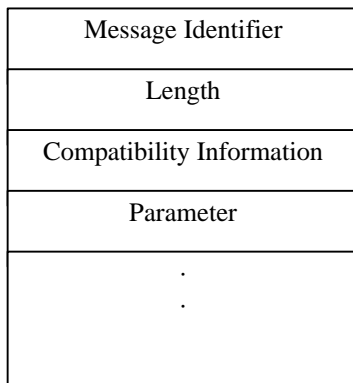 Message Identifier
Length
Compatibility Information
Parameter
.
.